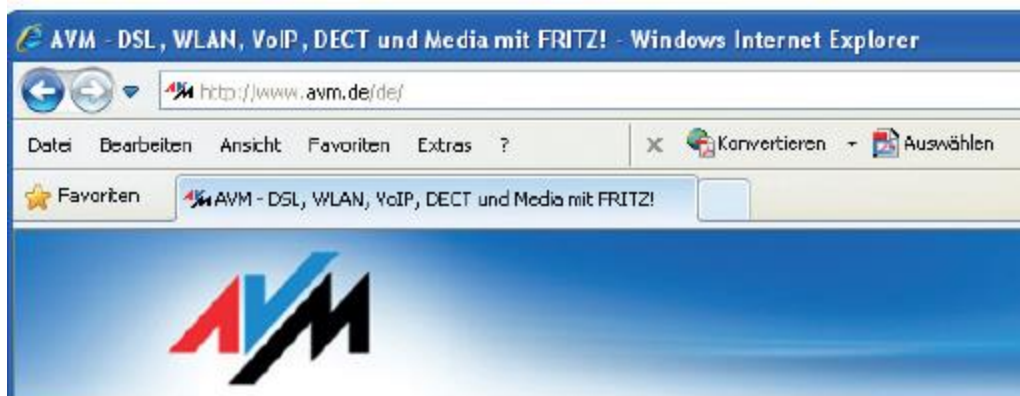 AVM - DSL, WLAN, VoIP, DECT und Media mit FRITZ! - Windows Internet Explorer
http://www.avm.de/de/
Datei Bearbeiten Ansicht Favoriten Extras ? Konvertieren Auswählen
Favoriten AVM - DSL, WLAN, VoIP, DECT und Media mit FRITZ!
AVM